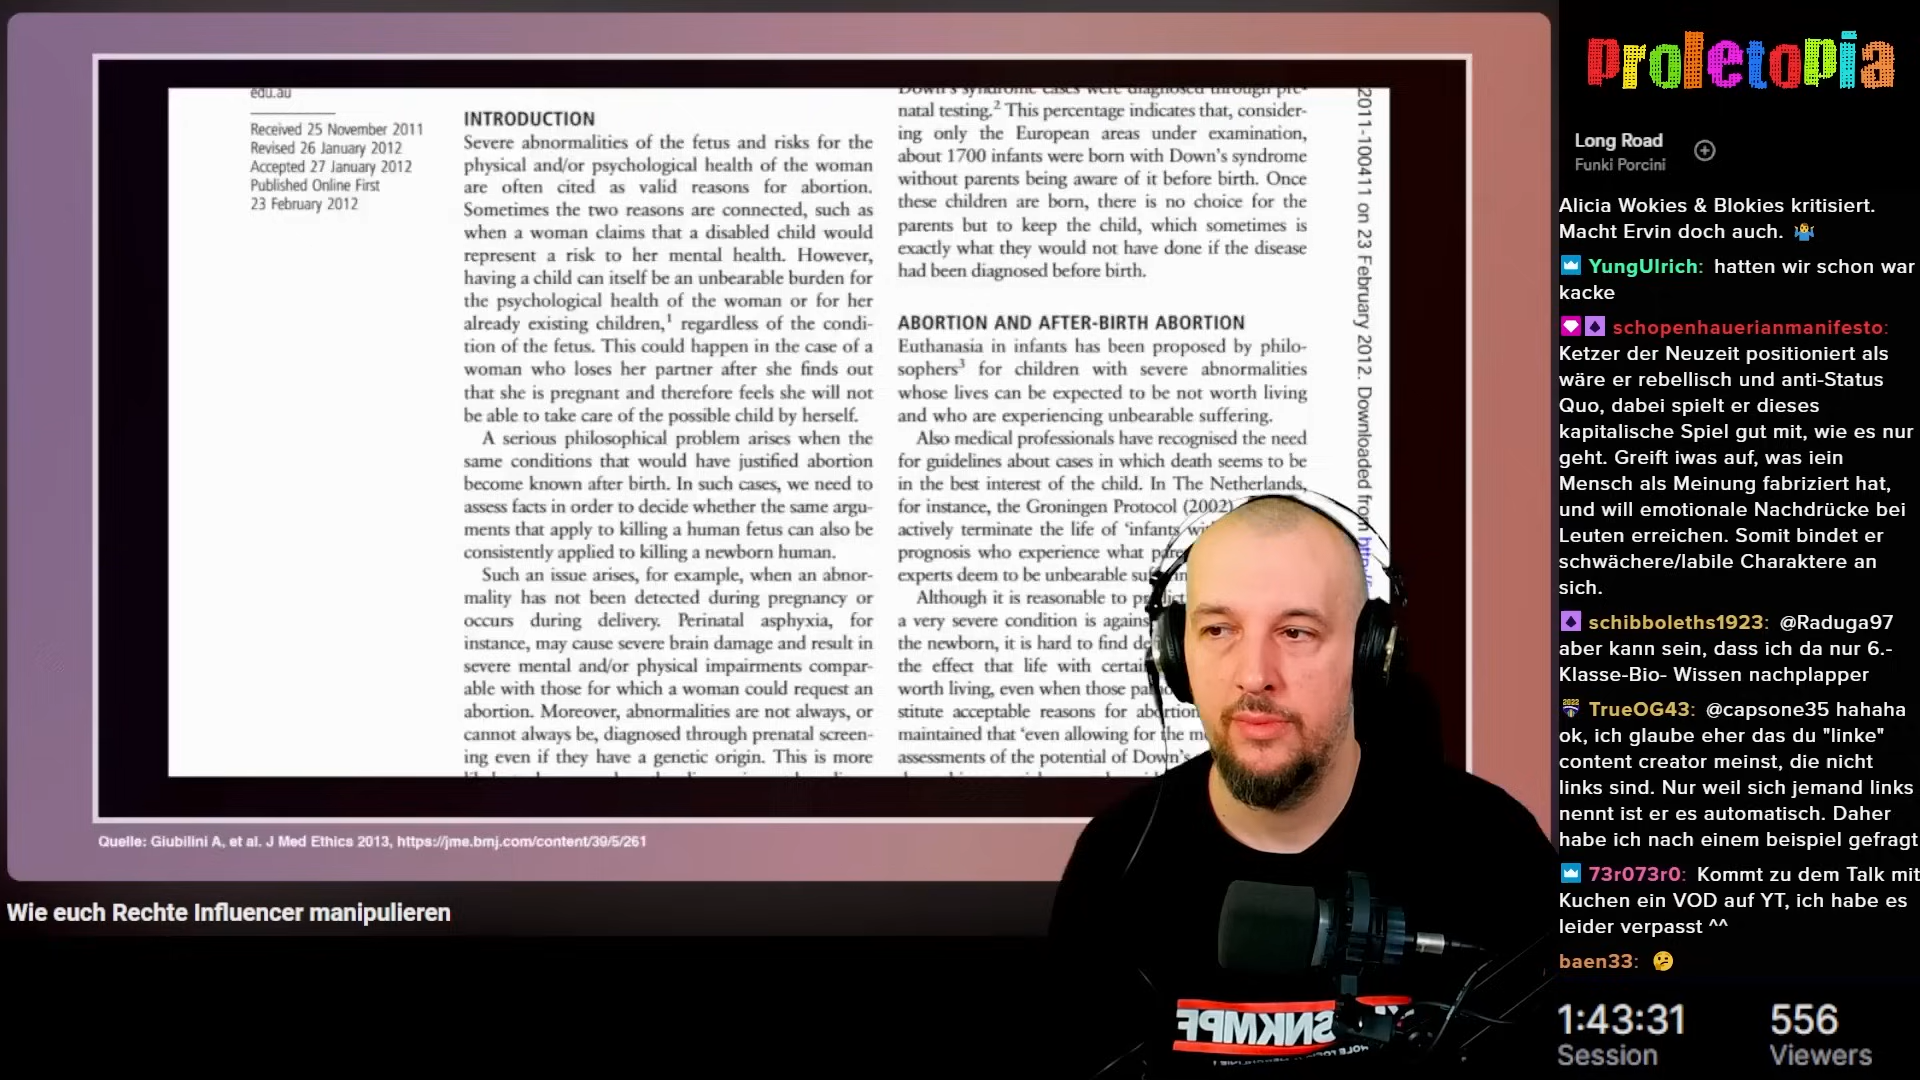 edu.au
Received 25 November 2011
Revised 26 January 2012
Accepted 27 January 2012
Published Online First
23 February 2012
INTRODUCTION
Severe abnormalities of the fetus and risks for the
physical and/or psychological health of the woman
are often cited as valid reasons for abortion.
Sometimes the two reasons are connected, such as
when a woman claims that a disabled child would
represent a risk to her mental health. However,
having a child can itself be an unbearable burden for
the psychological health of the woman or for her
already existing children,¹ regardless of the condi-
tion of the fetus. This could happen in the case of a
woman who loses her partner after she finds out
that she is pregnant and therefore feels she will not
be able to take care of the possible child by herself.
A serious philosophical problem arises when the
same conditions that would have justified abortion
become known after birth. In such cases, we need to
assess facts in order to decide whether the same argu-
ments that apply to killing a human fetus can also be
consistently applied to killing a newborn human.
Such an issue arises, for example, when an abnor-
mality has not been detected during pregnancy or
occurs during delivery. Perinatal asphyxia, for
instance, may cause severe brain damage and result in
severe mental and/or physical impairments compar-
able with those for which a woman could request an
abortion. Moreover, abnormalities are not always, or
cannot always be, diagnosed through prenatal screen-
ing even if they have a genetic origin. This is more
Down's syndrome cases were diagnosed through pre-
natal testing.² This percentage indicates that, consider-
ing only the European areas under examination,
about 1700 infants were born with Down's syndrome
without parents being aware of it before birth. Once
these children are born, there is no choice for the
parents but to keep the child, which sometimes is
exactly what they would not have done if the disease
had been diagnosed before birth.
ABORTION AND AFTER-BIRTH ABORTION
Euthanasia in infants has been proposed by philo-
sophers³ for children with severe abnormalities
whose lives can be expected to be not worth living
and who are experiencing unbearable suffering.
Also medical professionals have recognised the need
for guidelines about cases in which death seems to be
in the best interest of the child. In The Netherlands,
for instance, the Groningen Protocol (2002)
actively terminate the life of 'infants
prognosis who experience what
experts deem to be unbearable
Although it is reasonable to
a very severe condition is
the newborn, it is hard to find
the effect that life with
worth living, even when those
stitute acceptable reasons for abortion
maintained that 'even allowing for the
assessments of the potential of Down's
2011-100411 on 23 February 2012. Downloaded from
Quelle: Giubilini A, et al. J Med Ethics 2013, https://jme.bmj.com/content/39/5/261
Wie euch Rechte Influencer manipulieren
SNKMPF
Proletopia
Long Road
Funki Porcini
Alicia Wokies & Blokies kritisiert.
Macht Ervin doch auch. 🤷
YungUlrich: hatten wir schon war
kacke
schopenhauerianmanifesto:
Ketzer der Neuzeit positioniert als
wäre er rebellisch und anti-Status
Quo, dabei spielt er dieses
kapitalische Spiel gut mit, wie es nur
geht. Greift iwas auf, was iein
Mensch als Meinung fabriziert hat,
und will emotionale Nachdrücke bei
Leuten erreichen. Somit bindet er
schwächere/labile Charaktere an
sich.
schibboleths1923: @Raduga97
aber kann sein, dass ich da nur 6.-
Klasse-Bio- Wissen nachplapper
TrueOG43: @capsone35 hahaha
ok, ich glaube eher das du "linke"
content creator meinst, die nicht
links sind. Nur weil sich jemand links
nennt ist er es automatisch. Daher
habe ich nach einem beispiel gefragt
73r073r0: Kommt zu dem Talk mit
Kuchen ein VOD auf YT, ich habe es
leider verpasst ^^
baen33: 🤔
1:43:31
Session
556
Viewers